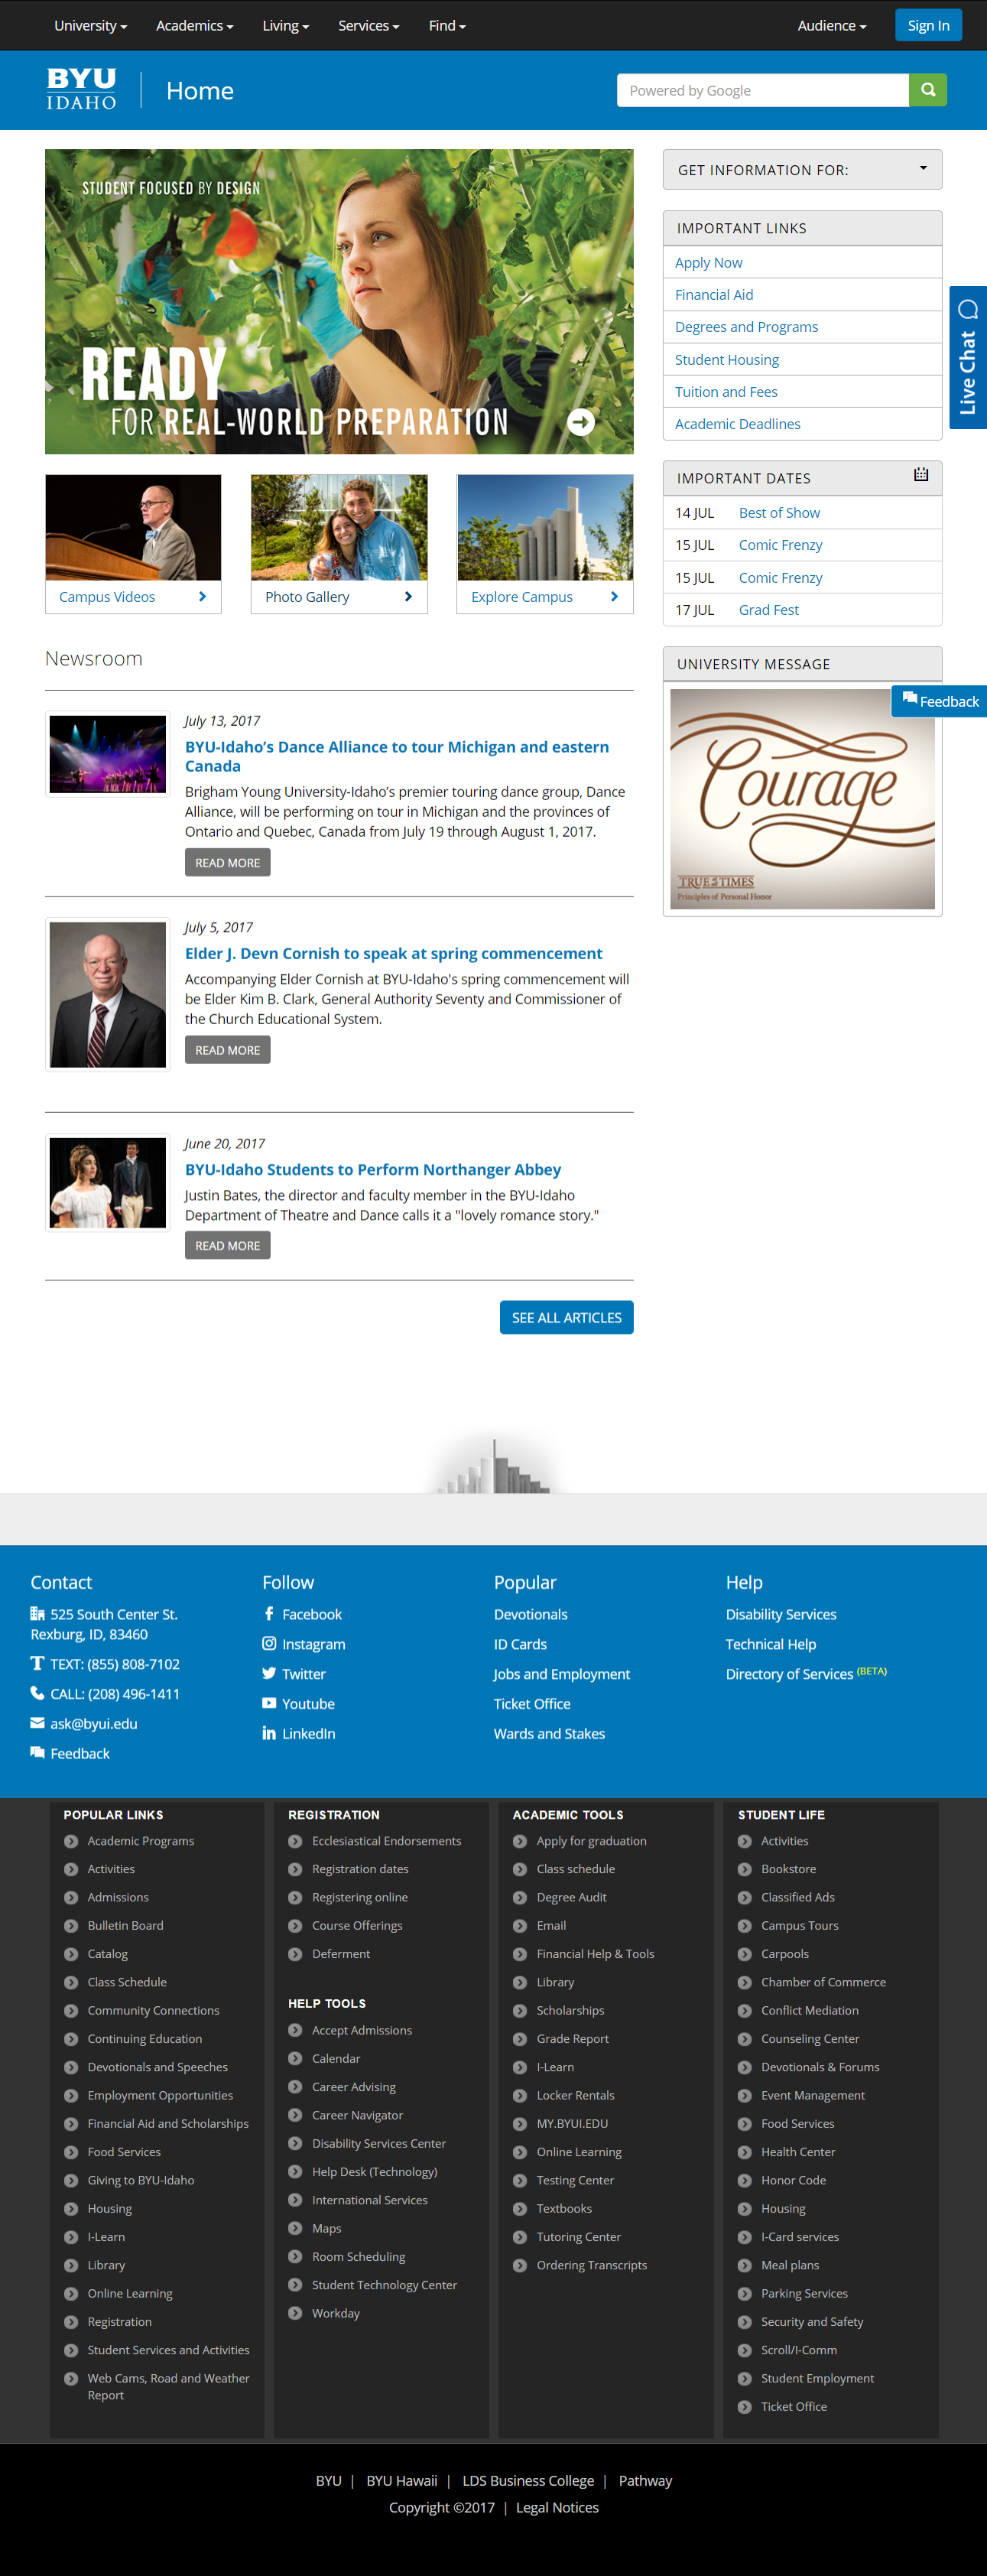 University
Academics
Living
Services
Find
Audience
Sign In
BYU
IDAHO
Home
Powered by Google
STUDENT FOCUSED BY DESIGN
READY
FOR REAL-WORLD PREPARATION
Campus Videos
Photo Gallery
Explore Campus
Newsroom
July 13, 2017
BYU-Idaho’s Dance Alliance to tour Michigan and eastern
Canada
Brigham Young University-Idaho’s premier touring dance group, Dance
Alliance, will be performing on tour in Michigan and the provinces of
Ontario and Quebec, Canada from July 19 through August 1, 2017.
READ MORE
July 5, 2017
Elder J. Devn Cornish to speak at spring commencement
Accompanying Elder Cornish at BYU-Idaho's spring commencement will
be Elder Kim B. Clark, General Authority Seventy and Commissioner of
the Church Educational System.
READ MORE
June 20, 2017
BYU-Idaho Students to Perform Northanger Abbey
Justin Bates, the director and faculty member in the BYU-Idaho
Department of Theatre and Dance calls it a "lovely romance story."
READ MORE
SEE ALL ARTICLES
GET INFORMATION FOR:
IMPORTANT LINKS
Apply Now
Financial Aid
Degrees and Programs
Student Housing
Tuition and Fees
Academic Deadlines
Live Chat
IMPORTANT DATES
14 JUL Best of Show
15 JUL Comic Frenzy
15 JUL Comic Frenzy
17 JUL Grad Fest
UNIVERSITY MESSAGE
Feedback
Courage
TRUE AT ALL TIMES
Principles of Personal Honor
Contact
525 South Center St.
Rexburg, ID, 83460
TEXT: (855) 808-7102
CALL: (208) 496-1411
ask@byui.edu
Feedback
Follow
Facebook
Instagram
Twitter
Youtube
LinkedIn
Popular
Devotionals
ID Cards
Jobs and Employment
Ticket Office
Wards and Stakes
Help
Disability Services
Technical Help
Directory of Services (BETA)
POPULAR LINKS
Academic Programs
Activities
Admissions
Bulletin Board
Catalog
Class Schedule
Community Connections
Continuing Education
Devotionals and Speeches
Employment Opportunities
Financial Aid and Scholarships
Food Services
Giving to BYU-Idaho
Housing
I-Learn
Library
Online Learning
Registration
Student Services and Activities
Web Cams, Road and Weather
Report
REGISTRATION
Ecclesiastical Endorsements
Registration dates
Registering online
Course Offerings
Deferment
HELP TOOLS
Accept Admissions
Calendar
Career Advising
Career Navigator
Disability Services Center
Help Desk (Technology)
International Services
Maps
Room Scheduling
Student Technology Center
Workday
ACADEMIC TOOLS
Apply for graduation
Class schedule
Degree Audit
Email
Financial Help & Tools
Library
Scholarships
Grade Report
I-Learn
Locker Rentals
MY.BYUI.EDU
Online Learning
Testing Center
Textbooks
Tutoring Center
Ordering Transcripts
STUDENT LIFE
Activities
Bookstore
Classified Ads
Campus Tours
Carpools
Chamber of Commerce
Conflict Mediation
Counseling Center
Devotionals & Forums
Event Management
Food Services
Health Center
Honor Code
Housing
I-Card services
Meal plans
Parking Services
Security and Safety
Scroll/I-Comm
Student Employment
Ticket Office
BYU | BYU Hawaii | LDS Business College | Pathway
Copyright ©2017 | Legal Notices